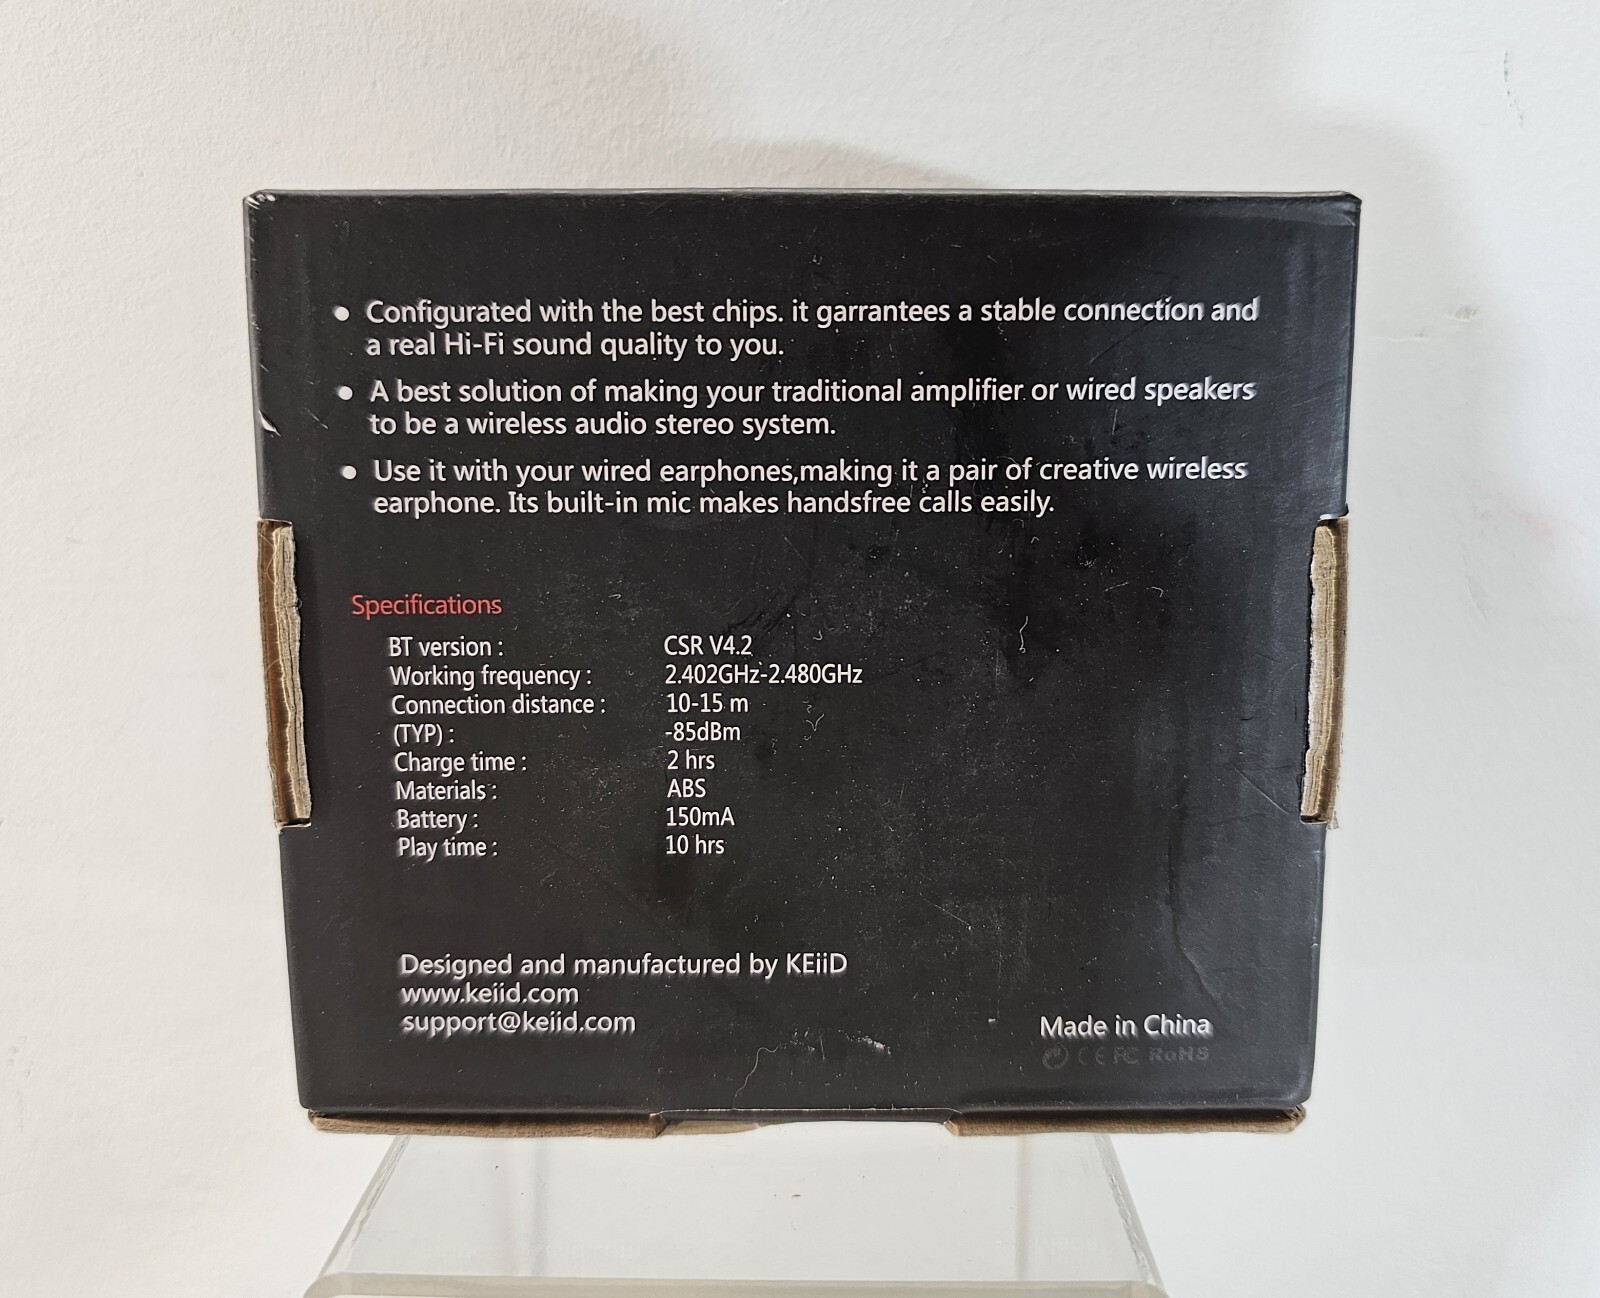 • Configurated with the best chips. it garrantees a stable connection and
a real Hi-Fi sound quality to you.
• A best solution of making your traditional amplifier or wired speakers
to be a wireless audio stereo system.
• Use it with your wired earphones,making it a pair of creative wireless
earphone. Its built-in mic makes handsfree calls easily.
Specifications
BT version : CSR V4.2
Working frequency : 2.402GHz-2.480GHz
Connection distance : 10-15 m
(TYP) : -85dBm
Charge time : 2 hrs
Materials : ABS
Battery : 150mA
Play time : 10 hrs
Designed and manufactured by KEiiD
www.keiid.com
support@keiid.com
Made in China
CE FC RoHS